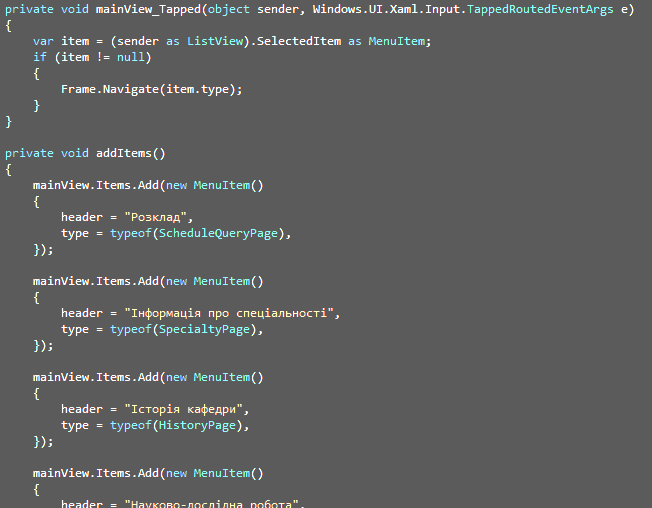 private void mainView_Tapped(object sender, Windows.UI.Xaml.Input.TappedRoutedEventArgs e)
{
    var item = (sender as ListView).SelectedItem as MenuItem;
    if (item != null)
    {
        Frame.Navigate(item.type);
    }
}
private void addItems()
{
    mainView.Items.Add(new MenuItem()
    {
        header = "Розклад",
        type = typeof(ScheduleQueryPage),
    });
    mainView.Items.Add(new MenuItem()
    {
        header = "Інформація про спеціальності",
        type = typeof(SpecialtyPage),
    });
    mainView.Items.Add(new MenuItem()
    {
        header = "Історія кафедри",
        type = typeof(HistoryPage),
    });
    mainView.Items.Add(new MenuItem()
    {
        header = "Науково-дослідна робота",